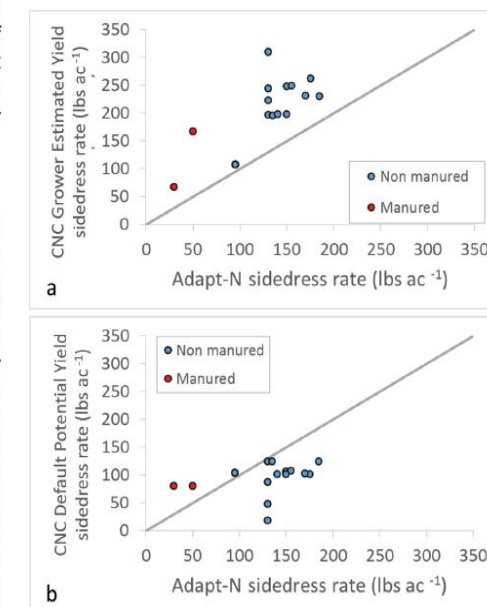 CNC Grower Estimated Yield
sidedress rate (lbs ac -1)
350
300
250
200
150
100
50
0
Non manured
Manured
0 50 100 150 200 250 300 350
Adapt-N sidedress rate (lbs ac -1)
a
CNC Default Potential Yield
sidedress rate (lbs ac -1)
350
300
250
200
150
100
50
0
Non manured
Manured
0 50 100 150 200 250 300 350
Adapt-N sidedress rate (lbs ac -1)
b